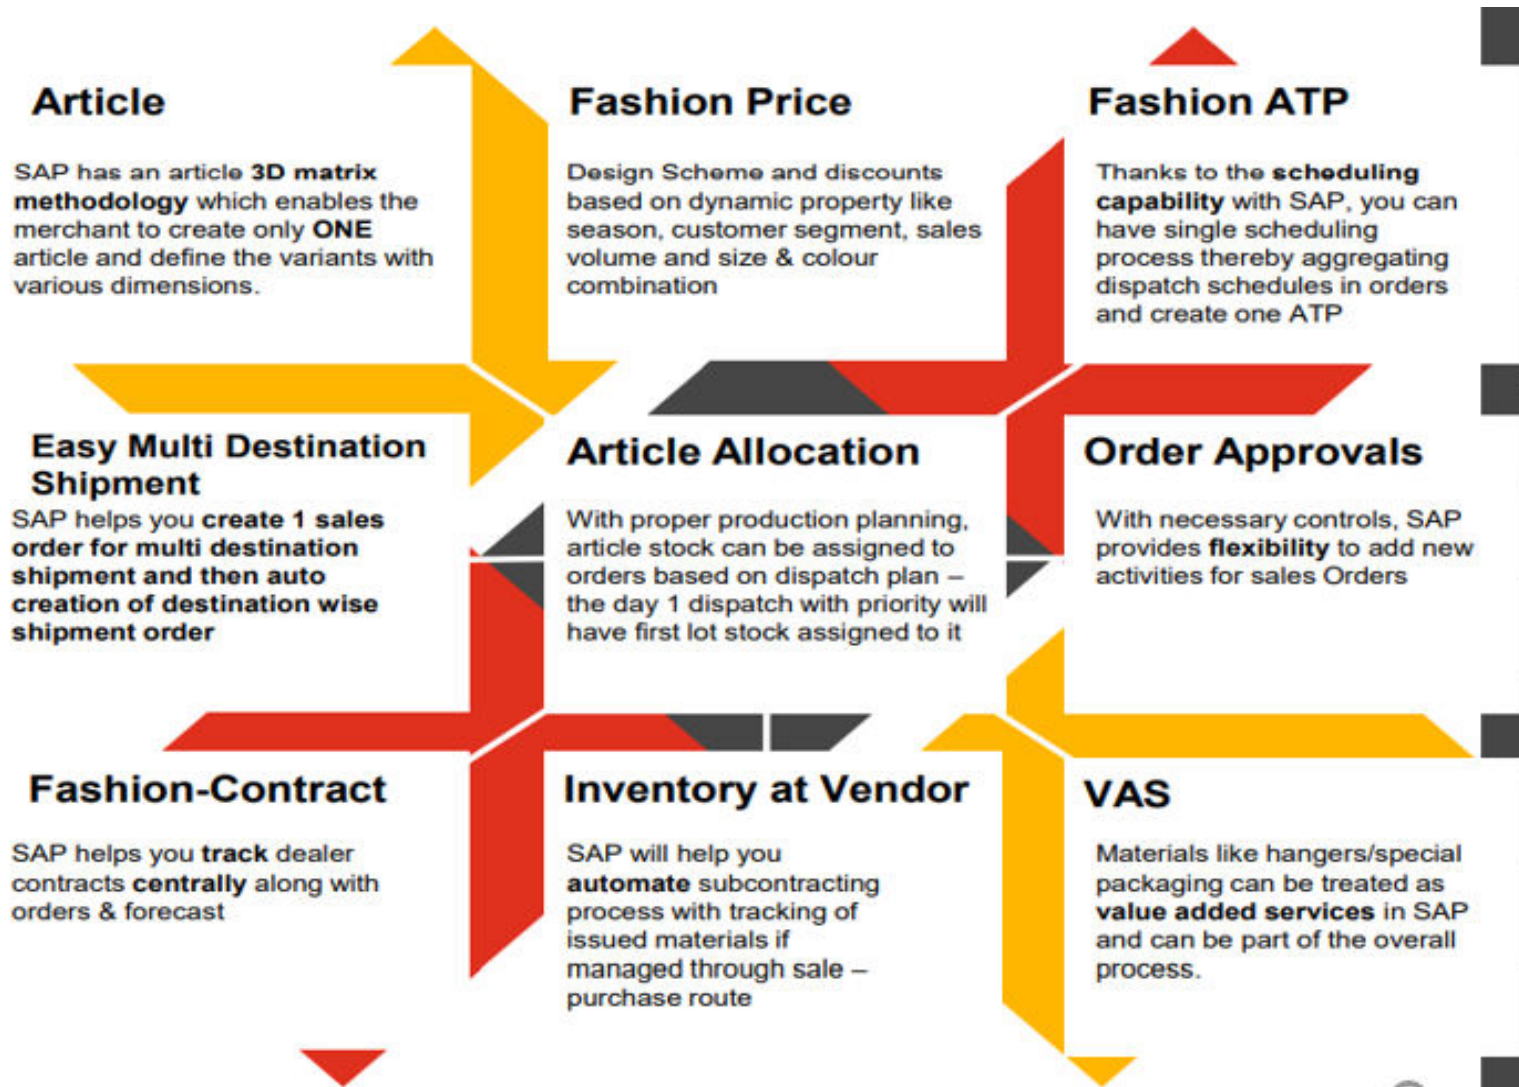 Article
SAP has an article 3D matrix
methodology which enables the
merchant to create only ONE
article and define the variants with
various dimensions.
Fashion Price
Design Scheme and discounts
based on dynamic property like
season, customer segment, sales
volume and size & colour
combination
Fashion ATP
Thanks to the scheduling
capability with SAP, you can
have single scheduling
process thereby aggregating
dispatch schedules in orders
and create one ATP
Easy Multi Destination
Shipment
SAP helps you create 1 sales
order for multi destination
shipment and then auto
creation of destination wise
shipment order
Article Allocation
With proper production planning,
article stock can be assigned to
orders based on dispatch plan –
the day 1 dispatch with priority will
have first lot stock assigned to it
Order Approvals
With necessary controls, SAP
provides flexibility to add new
activities for sales Orders
Fashion-Contract
SAP helps you track dealer
contracts centrally along with
orders & forecast
Inventory at Vendor
SAP will help you
automate subcontracting
process with tracking of
issued materials if
managed through sale –
purchase route
VAS
Materials like hangers/special
packaging can be treated as
value added services in SAP
and can be part of the overall
process.